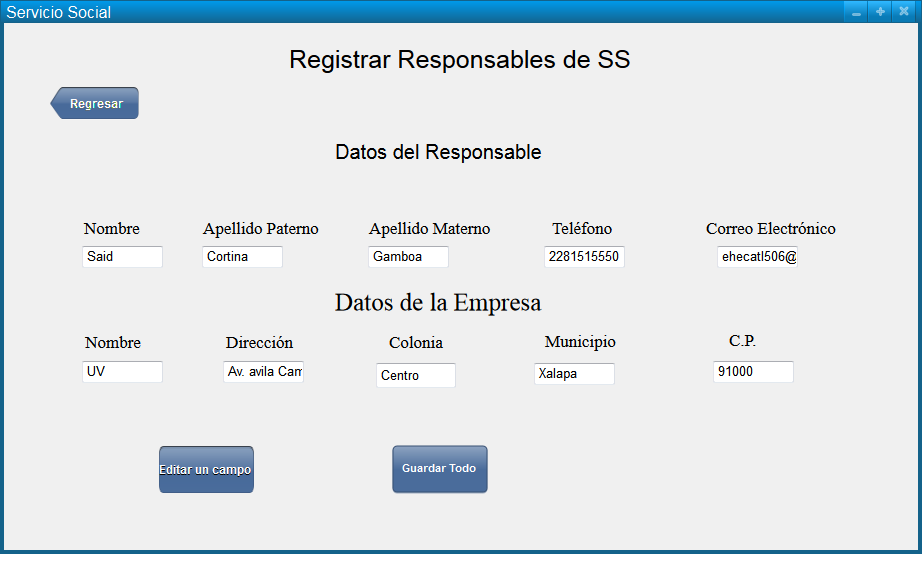 Servicio Social
Registrar Responsables de SS
Regresar
Datos del Responsable
Nombre Apellido Paterno Apellido Materno Teléfono Correo Electrónico
Said Cortina Gamboa 2281515550 ehecatl506@
Datos de la Empresa
Nombre Dirección Colonia Municipio C.P.
UV Av. avila Cam Centro Xalapa 91000
Editar un campo Guardar Todo